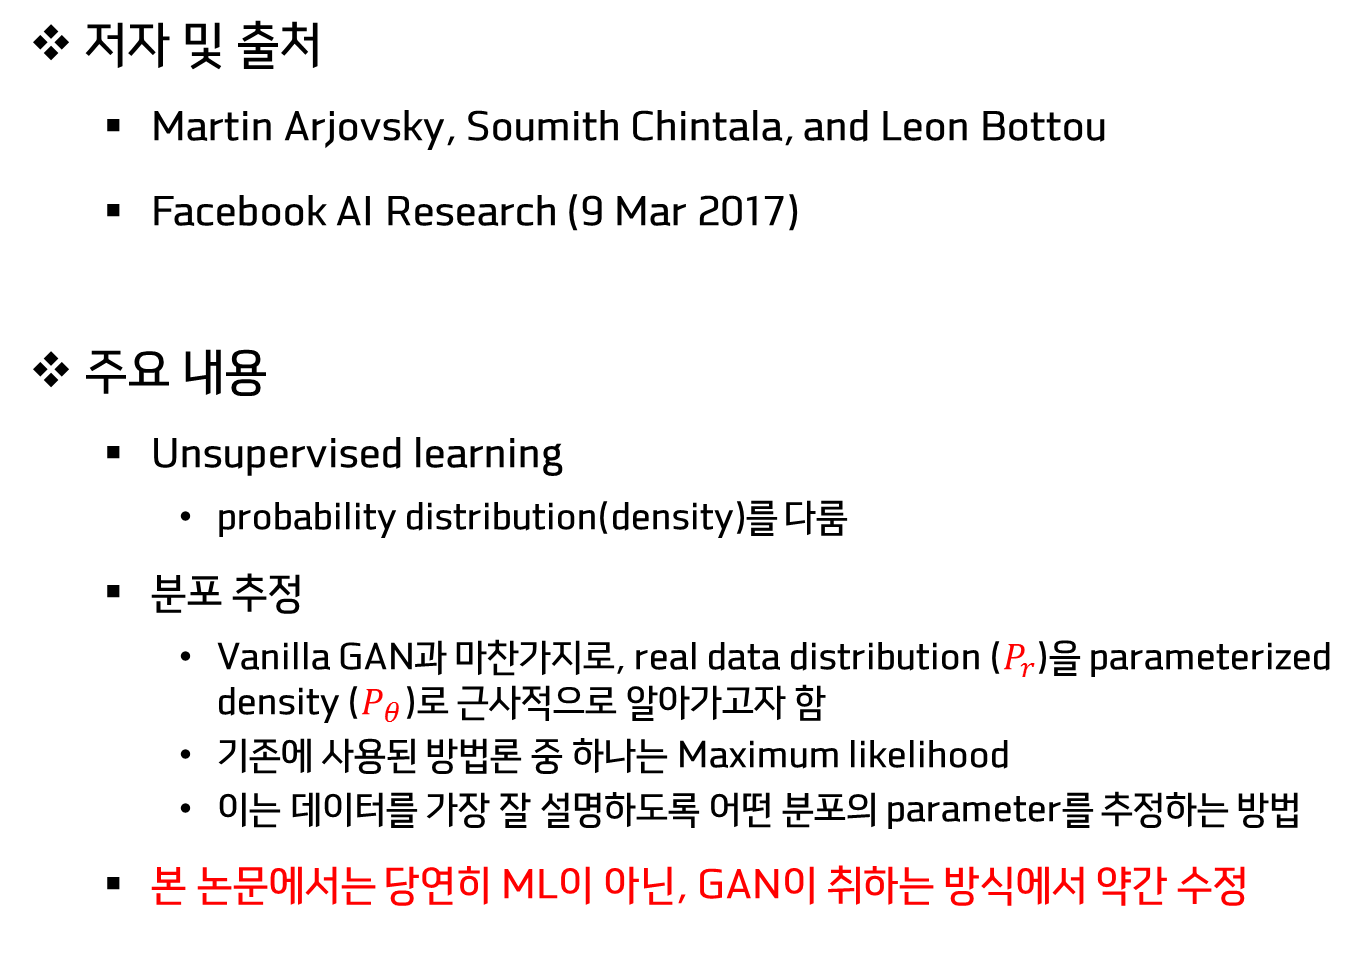 ❖ 저자 및 출처
▪ Martin Arjovsky, Soumith Chintala, and Leon Bottou
▪ Facebook AI Research (9 Mar 2017)
❖ 주요 내용
▪ Unsupervised learning
• probability distribution(density)를 다룸
▪ 분포 추정
• Vanilla GAN과 마찬가지로, real data distribution (𝑃𝑟)을 parameterized
density (𝑃𝜃)로 근사적으로 알아가고자 함
• 기존에 사용된 방법론 중 하나는 Maximum likelihood
• 이는 데이터를 가장 잘 설명하도록 어떤 분포의 parameter를 추정하는 방법
▪ 본 논문에서는 당연히 ML이 아닌, GAN이 취하는 방식에서 약간 수정